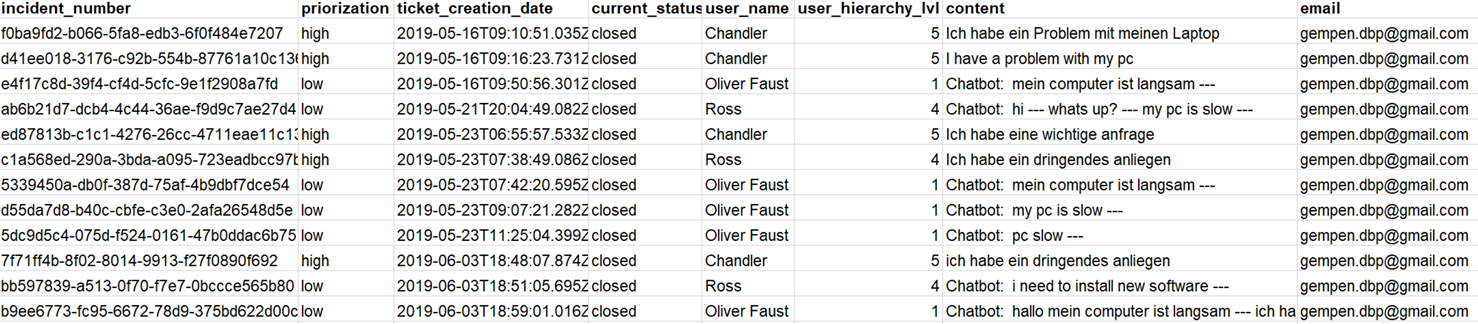 incident_number priorization ticket_creation_date current_status user_name user_hierarchy_lvl content email
f0ba9fd2-b066-5fa8-edb3-6f0f484e7207 high 2019-05-16T09:10:51.035Z closed Chandler 5 Ich habe ein Problem mit meinen Laptop gempen.dbp@gmail.com
d41ee018-3176-c92b-554b-87761a10c136 high 2019-05-16T09:16:23.731Z closed Chandler 5 I have a problem with my pc gempen.dbp@gmail.com
e4f17c8d-39f4-cf4d-5cfc-9e1f2908a7fd low 2019-05-16T09:50:56.301Z closed Oliver Faust 1 Chatbot: mein computer ist langsam --- gempen.dbp@gmail.com
ab6b21d7-dcb4-4c44-36ae-f9d9c7ae27d4 low 2019-05-21T20:04:49.082Z closed Ross 4 Chatbot: hi --- whats up? --- my pc is slow --- gempen.dbp@gmail.com
ed87813b-c1c1-4276-26cc-4711eae11c13 high 2019-05-23T06:55:57.533Z closed Chandler 5 Ich habe eine wichtige anfrage gempen.dbp@gmail.com
c1a568ed-290a-3bda-a095-723eadbcc97b high 2019-05-23T07:38:49.086Z closed Ross 4 Ich habe ein dringendes anliegen gempen.dbp@gmail.com
5339450a-db0f-387d-75af-4b9dbf7dce54 low 2019-05-23T07:42:20.595Z closed Oliver Faust 1 Chatbot: mein computer ist langsam --- gempen.dbp@gmail.com
d55da7d8-b40c-cbfe-c3e0-2afa26548d5e low 2019-05-23T09:07:21.282Z closed Oliver Faust 1 Chatbot: my pc is slow --- gempen.dbp@gmail.com
5dc9d5c4-075d-f524-0161-47b0ddac6b75 low 2019-05-23T11:25:04.399Z closed Oliver Faust 1 Chatbot: pc slow --- gempen.dbp@gmail.com
7f71ff4b-8f02-8014-9913-f27f0890f692 high 2019-06-03T18:48:07.874Z closed Chandler 5 ich habe ein dringendes anliegen gempen.dbp@gmail.com
bb597839-a513-0f70-f7e7-0bccce565b80 low 2019-06-03T18:51:05.695Z closed Ross 4 Chatbot: i need to install new software --- gempen.dbp@gmail.com
b9ee6773-fc95-6672-78d9-375bd622d00c low 2019-06-03T18:59:01.016Z closed Oliver Faust 1 Chatbot: hallo mein computer ist langsam --- ich ha gempen.dbp@gmail.com